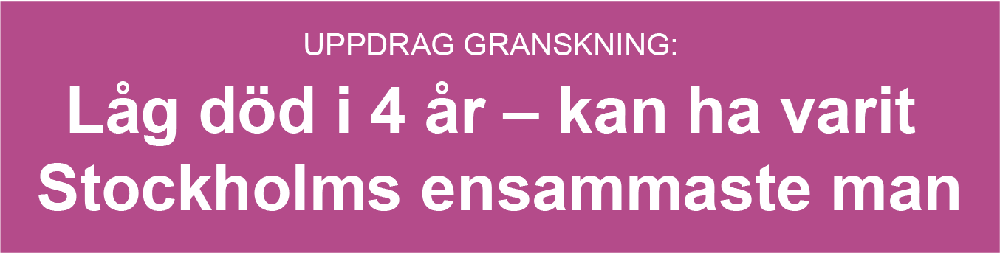 UPPDRAG GRANSKNING:
Låg död i 4 år – kan ha varit
Stockholms ensammaste man